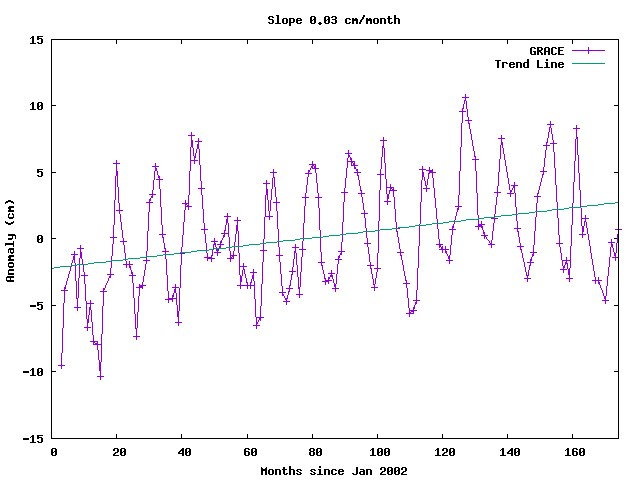 Slope 0.03 cm/month
15
GRACE
Trend Line
10
5
0
-5
-10
-15
Anomaly (cm)
0 20 40 60 80 100 120 140 160
Months since Jan 2002